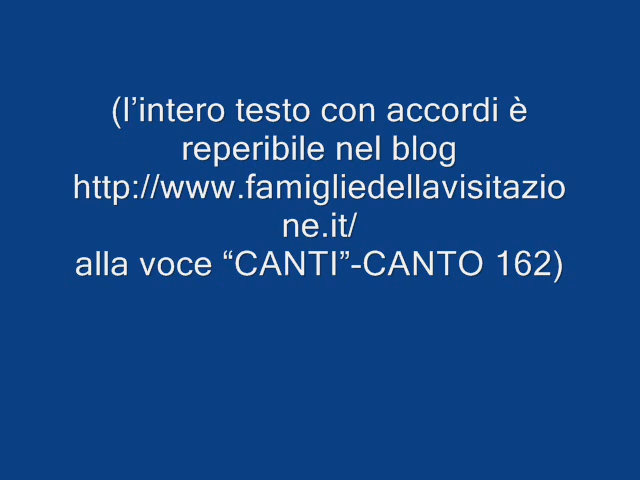 (l’intero testo con accordi è
reperibile nel blog
http://www.famigliedellavisitazio
ne.it/
alla voce “CANTI”-CANTO 162)